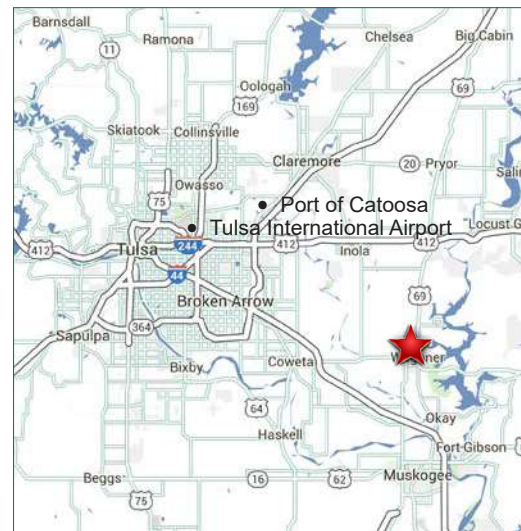 Barnsdall
Ramona
Chelsea
Big Cabin
11
Oologah
69
169
Skiatook
Collinsville
Claremore
20
Pryor
75
Owasso
Port of Catoosa
Tulsa International Airport
412
Tulsa
244
412
Inola
412
44
69
Broken Arrow
364
Sapulpa
Bixby
Coweta
64
Okay
Haskell
Fort Gibson
Beggs
16
62
Muskogee
75